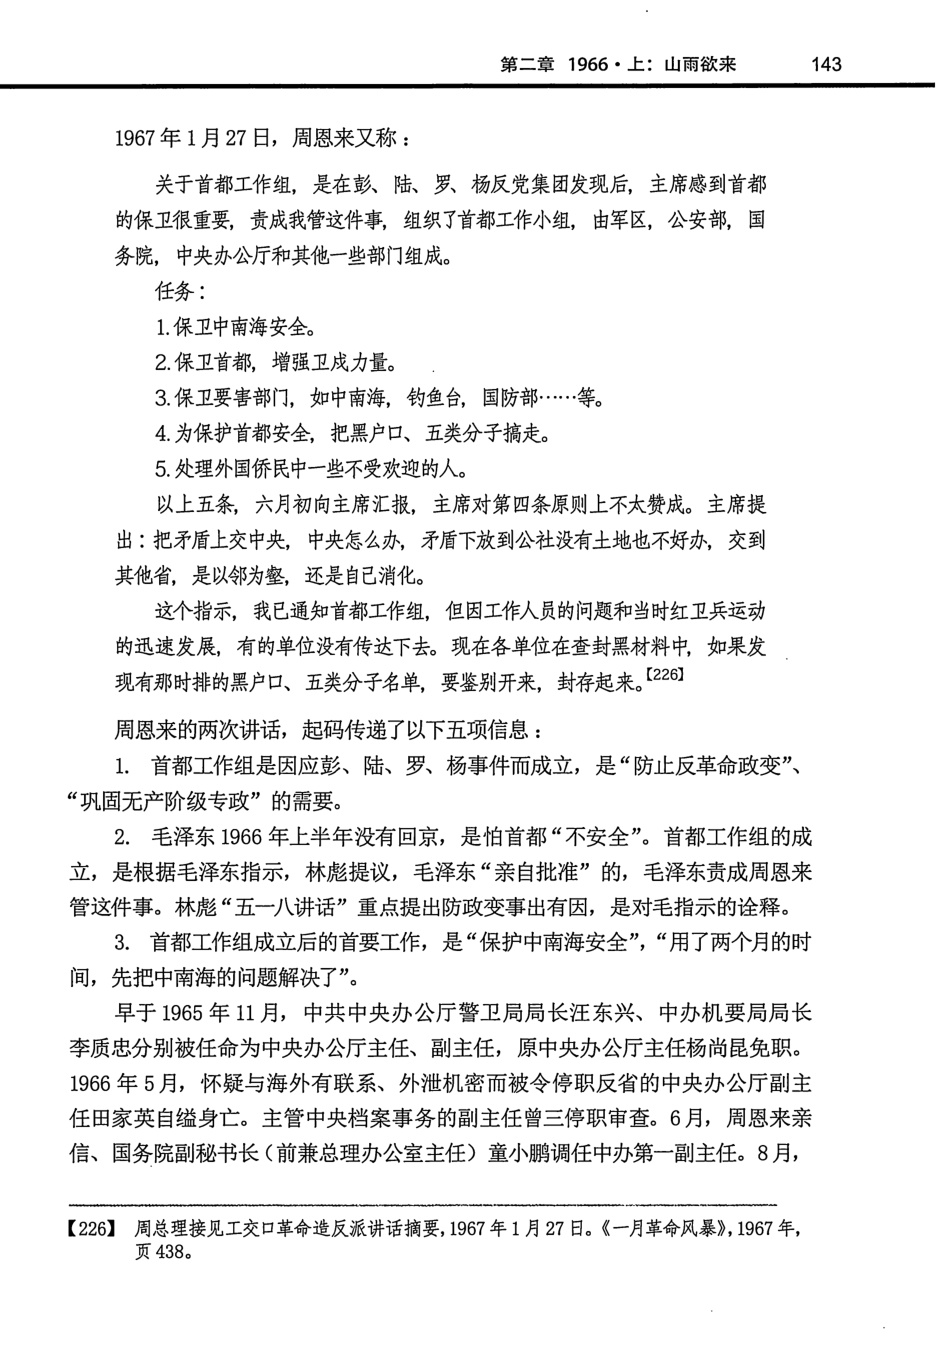 第二章 1966·上：山雨欲来 143
1967 年 1 月 27 日，周恩来又称：
关于首都工作组，是在彭、陆、罗、杨反党集团发现后，主席感到首都
的保卫很重要，责成我管这件事，组织了首都工作小组，由军区，公安部，国
务院，中央办公厅和其他一些部门组成。
任务：
1.保卫中南海安全。
2.保卫首都，增强卫戍力量。
3.保卫要害部门，如中南海，钓鱼台，国防部……等。
4.为保护首都安全，把黑户口、五类分子搞走。
5.处理外国侨民中一些不受欢迎的人。
以上五条，六月初向主席汇报，主席对第四条原则上不太赞成。主席提
出：把矛盾上交中央，中央怎么办，矛盾下放到公社没有土地也不好办，交到
其他省，是以邻为壑，还是自己消化。
这个指示，我已通知首都工作组，但因工作人员的问题和当时红卫兵运动
的迅速发展，有的单位没有传达下去。现在各单位在查封黑材料中，如果发
现有那时排的黑户口、五类分子名单，要鉴别开来，封存起来。【226】
周恩来的两次讲话，起码传递了以下五项信息：
1. 首都工作组是因应彭、陆、罗、杨事件而成立，是“防止反革命政变”、
“巩固无产阶级专政”的需要。
2. 毛泽东 1966 年上半年没有回京，是怕首都“不安全”。首都工作组的成
立，是根据毛泽东指示，林彪提议，毛泽东“亲自批准”的，毛泽东责成周恩来
管这件事。林彪“五一八讲话”重点提出防政变事出有因，是对毛指示的诠释。
3. 首都工作组成立后的首要工作，是“保护中南海安全”，“用了两个月的时
间，先把中南海的问题解决了”。
早于 1965 年 11 月，中共中央办公厅警卫局局长汪东兴、中办机要局局长
李质忠分别被任命为中央办公厅主任、副主任，原中央办公厅主任杨尚昆免职。
1966 年 5 月，怀疑与海外有联系、外泄机密而被令停职反省的中央办公厅副主
任田家英自缢身亡。主管中央档案事务的副主任曾三停职审查。6 月，周恩来亲
信、国务院副秘书长（前兼总理办公室主任）童小鹏调任中办第一副主任。8 月，
【226】 周总理接见工交口革命造反派讲话摘要，1967 年 1 月 27 日。《一月革命风暴》，1967 年，
页 438。